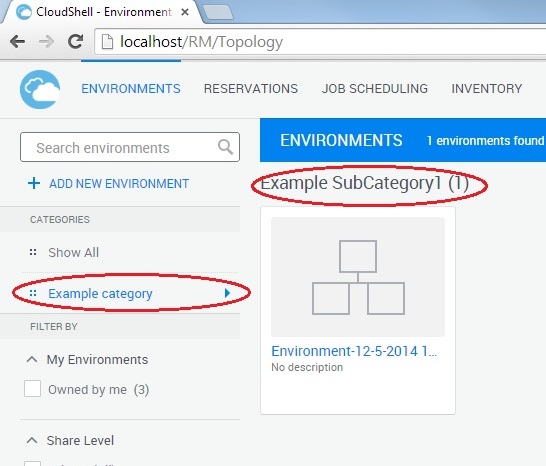 CloudShell - Environment ×
localhost/RM/Topology
ENVIRONMENTS RESERVATIONS JOB SCHEDULING INVENTORY
Search environments
ENVIRONMENTS 1 environments found
+ ADD NEW ENVIRONMENT
Example SubCategory1 (1)
CATEGORIES
Show All
Example category
FILTER BY
Environment-12-5-2014 1...
No description
My Environments
Owned by me (3)
Share Level